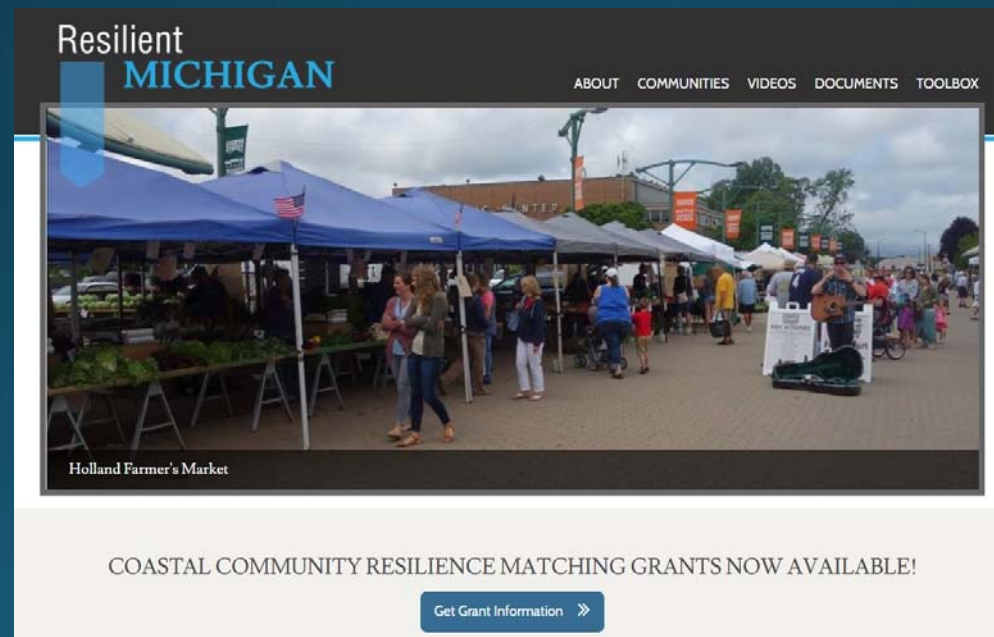 Resilient
MICHIGAN
ABOUT COMMUNITIES VIDEOS DOCUMENTS TOOLBOX
Holland Farmer's Market
COASTAL COMMUNITY RESILIENCE MATCHING GRANTS NOW AVAILABLE!
Get Grant Information »